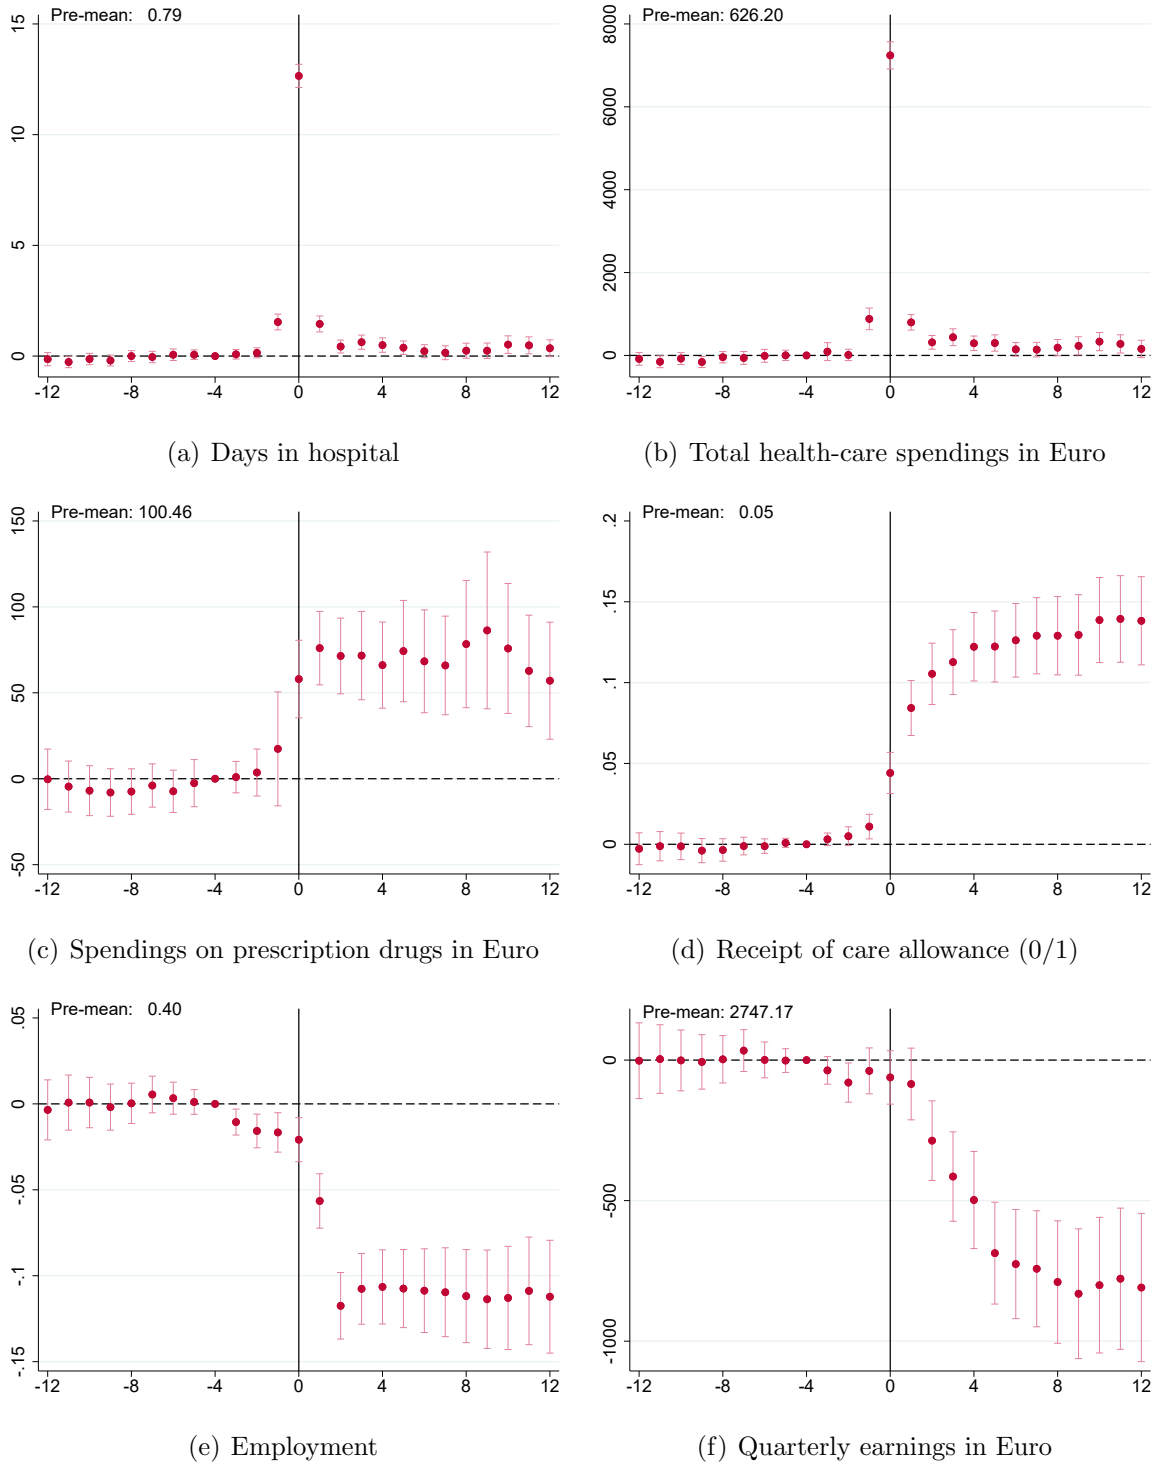 Pre-mean: 0.79
15
10
5
0
-12 -8 -4 0 4 8 12
(a) Days in hospital
Pre-mean: 626.20
8000
6000
4000
2000
0
-12 -8 -4 0 4 8 12
(b) Total health-care spendings in Euro
Pre-mean: 100.46
150
100
50
0
-50
-12 -8 -4 0 4 8 12
(c) Spendings on prescription drugs in Euro
Pre-mean: 0.05
.2
.15
.1
.05
0
-12 -8 -4 0 4 8 12
(d) Receipt of care allowance (0/1)
Pre-mean: 0.40
.05
0
-.05
-.1
-.15
-12 -8 -4 0 4 8 12
(e) Employment
Pre-mean: 2747.17
0
-500
-1000
-12 -8 -4 0 4 8 12
(f) Quarterly earnings in Euro